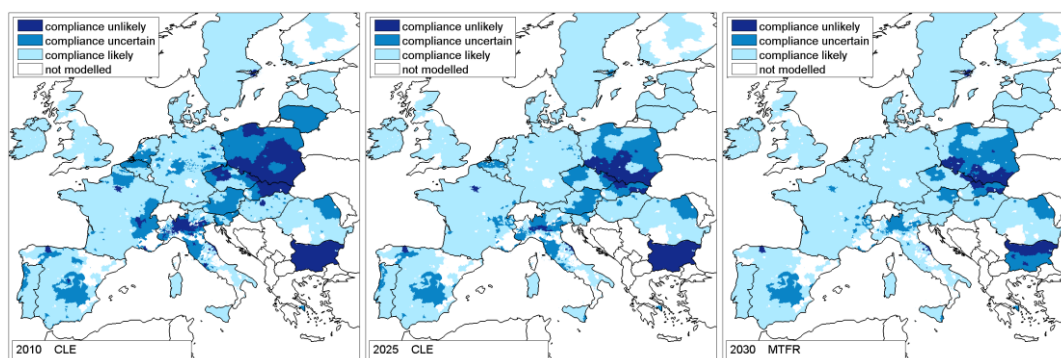 compliance unlikely
compliance uncertain
compliance likely
not modelled
2010 CLE
compliance unlikely
compliance uncertain
compliance likely
not modelled
2025 CLE
compliance unlikely
compliance uncertain
compliance likely
not modelled
2030 MTFR